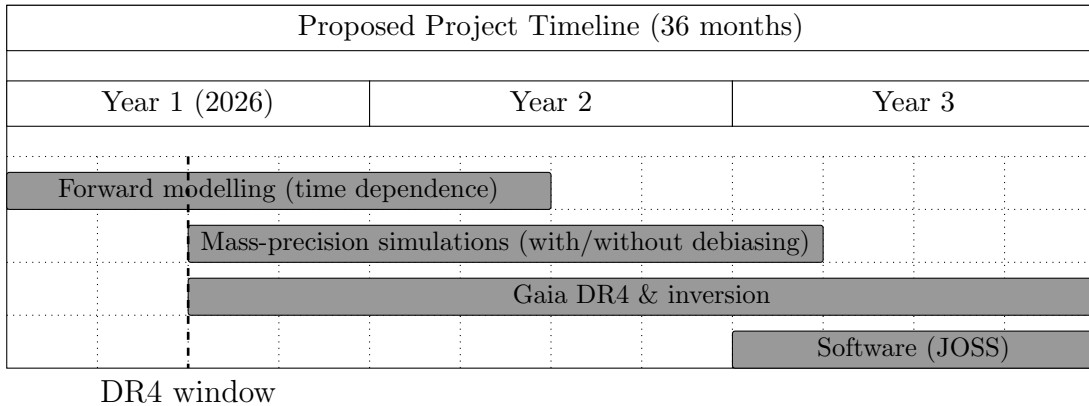 Proposed Project Timeline (36 months)
Year 1 (2026)
Year 2
Year 3
Forward modelling (time dependence)
Mass-precision simulations (with/without debiasing)
Gaia DR4 & inversion
Software (JOSS)
DR4 window